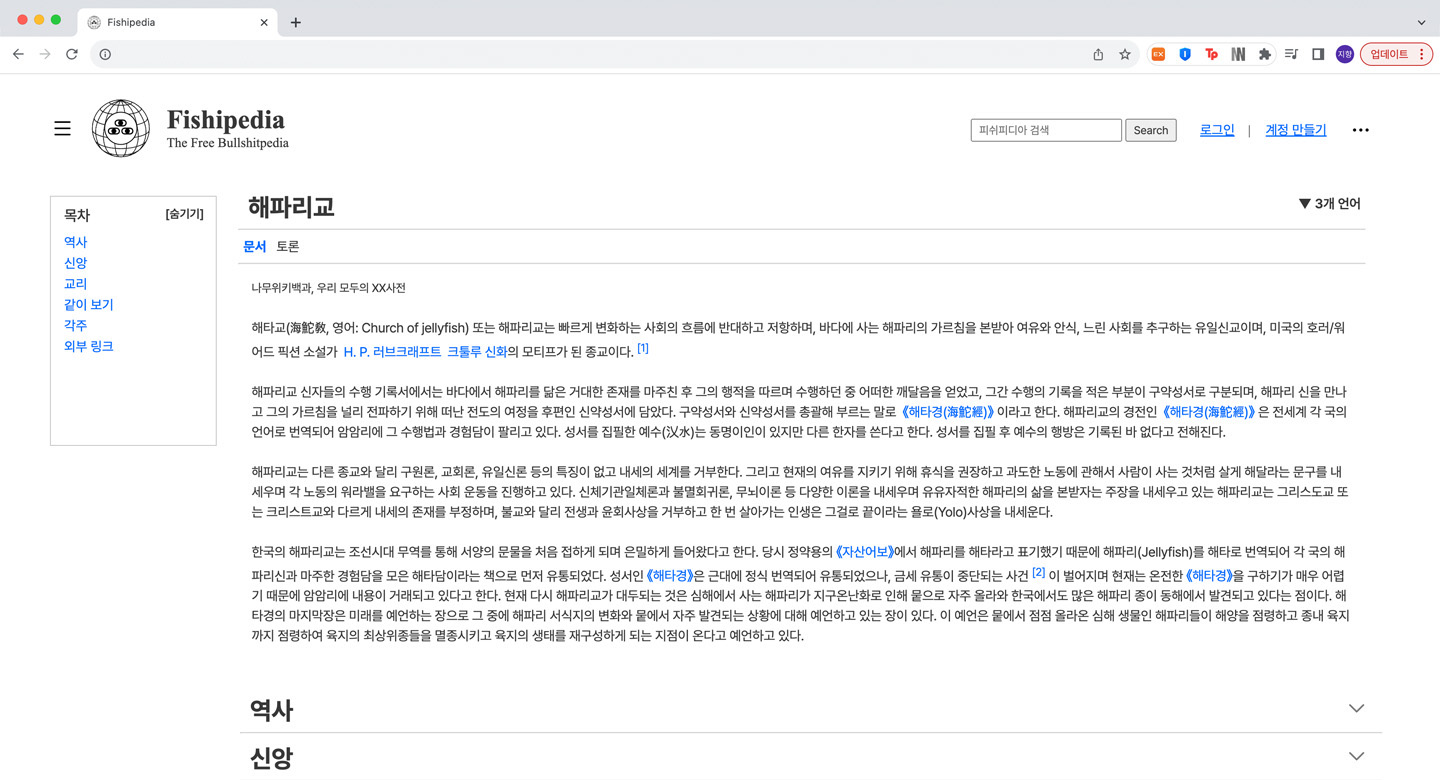 Fishipedia
업데이트
지항
Fishipedia
The Free Bullshitpedia
피쉬피디아 검색
Search
로그인 | 계정 만들기
목차 [숨기기]
역사
신앙
교리
같이 보기
각주
외부 링크
해파리교
▼ 3개 언어
문서 토론
나무위키백과, 우리 모두의 XX사전
해타교(海鮀敎, 영어: Church of jellyfish) 또는 해파리교는 빠르게 변화하는 사회의 흐름에 반대하고 저항하며, 바다에 사는 해파리의 가르침을 본받아 여유와 안식, 느린 사회를 추구하는 유일신교이며, 미국의 호러/위
어드 픽션 소설가 H. P. 러브크래프트 크툴루 신화의 모티프가 된 종교이다. [1]
해파리교 신자들의 수행 기록서에서는 바다에서 해파리를 닮은 거대한 존재를 마주친 후 그의 행적을 따르며 수행하던 중 어떠한 깨달음을 얻었고, 그간 수행의 기록을 적은 부분이 구약성서로 구분되며, 해파리 신을 만나
고 그의 가르침을 널리 전파하기 위해 떠난 전도의 여정을 후편인 신약성서에 담았다. 구약성서와 신약성서를 총괄해 부르는 말로 《해타경(海鮀經)》이라고 한다. 해파리교의 경전인 《해타경(海鮀經)》은 전세계 각 국의
언어로 번역되어 암암리에 그 수행법과 경험담이 팔리고 있다. 성서를 집필한 예수(汊水)는 동명이인이 있지만 다른 한자를 쓴다고 한다. 성서를 집필 후 예수의 행방은 기록된 바 없다고 전해진다.
해파리교는 다른 종교와 달리 구원론, 교회론, 유일신론 등의 특징이 없고 내세의 세계를 거부한다. 그리고 현재의 여유를 지키기 위해 휴식을 권장하고 과도한 노동에 관해서 사람이 사는 것처럼 살게 해달라는 문구를 내
세우며 각 노동의 워라밸을 요구하는 사회 운동을 진행하고 있다. 신체기관일체론과 불멸회귀론, 무뇌이론 등 다양한 이론을 내세우며 유유자적한 해파리의 삶을 본받자는 주장을 내세우고 있는 해파리교는 그리스도교 또
는 크리스트교와 다르게 내세의 존재를 부정하며, 불교와 달리 전생과 윤회사상을 거부하고 한 번 살아가는 인생은 그걸로 끝이라는 욜로(Yolo)사상을 내세운다.
한국의 해파리교는 조선시대 무역를 통해 서양의 문물을 처음 접하게 되며 은밀하게 들어왔다고 한다. 당시 정약용의 《자산어보》에서 해파리를 해타라고 표기했기 때문에 해파리(Jellyfish)를 해타로 번역되어 각 국의 해
파리신과 마주한 경험담을 모은 해타담이라는 책으로 먼저 유통되었다. 성서인 《해타경》은 근대에 정식 번역되어 유통되었으나, 금세 유통이 중단되는 사건 [2] 이 벌어지며 현재는 온전한 《해타경》을 구하기가 매우 어렵
기 때문에 암암리에 내용이 거래되고 있다고 한다. 현재 다시 해파리교가 대두되는 것은 심해에서 사는 해파리가 지구온난화로 인해 뭍으로 자주 올라와 한국에서도 많은 해파리 종이 동해에서 발견되고 있다는 점이다. 해
타경의 마지막장은 미래를 예언하는 장으로 그 중에 해파리 서식지의 변화와 뭍에서 자주 발견되는 상황에 대해 예언하고 있는 장이 있다. 이 예언은 뭍에서 점점 올라온 심해 생물인 해파리들이 해양을 점령하고 종내 육지
까지 점령하여 육지의 최상위종들을 멸종시키고 육지의 생태를 재구성하게 되는 지점이 온다고 예언하고 있다.
역사
신앙